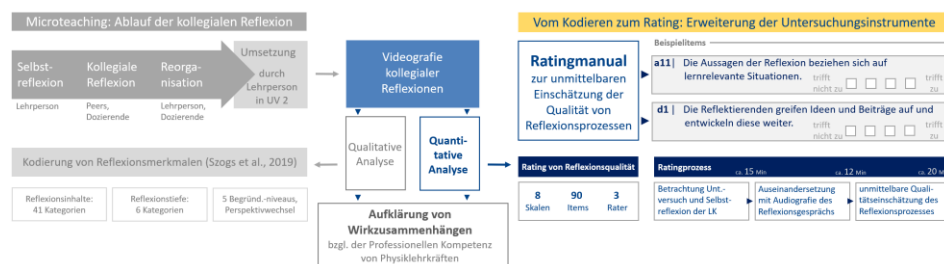 Microteaching: Ablauf der kollegialen Reflexion
Selbst-
reflexion
Kollegiale
Reflexion
Reorga-
nisation
Lehrperson
Peers,
Dozierende
Lehrperson,
Dozierende
Umsetzung
durch
Lehrperson
in UV 2
Videografie
kollegialer
Reflexionen
Qualitative
Analyse
Quanti-
tative
Analyse
Kodierung von Reflexionsmerkmalen (Szogs et al., 2019)
Reflexionsinhalte:
41 Kategorien
Reflexionstiefe:
6 Kategorien
5 Begründ.-niveaus,
Perspektivwechsel
Aufklärung von
Wirkzusammenhängen
bzgl. der Professionellen Kompetenz
von Physiklehrkräften
Vom Kodieren zum Rating: Erweiterung der Untersuchungsinstrumente
Ratingmanual
zur unmittelbaren
Einschätzung der
Qualität von
Reflexionsprozessen
Beispielitems
a11| Die Aussagen der Reflexion beziehen sich auf
lernrelevante Situationen.
trifft
nicht zu
trifft
zu
d1 | Die Reflektierenden greifen Ideen und Beiträge auf und
entwickeln diese weiter.
trifft
nicht zu
trifft
zu
Rating von Reflexionsqualität
8
Skalen
90
Items
3
Rater
Ratingprozess
ca. 15 Min
ca. 12 Min
ca. 20 M
Betrachtung Unt.-
versuch und Selbst-
reflexion der LK
Auseinandersetzung
mit Audiografie des
Reflexionsgesprächs
unmittelbare Quali-
tätseinschätzung des
Reflexionsprozesses